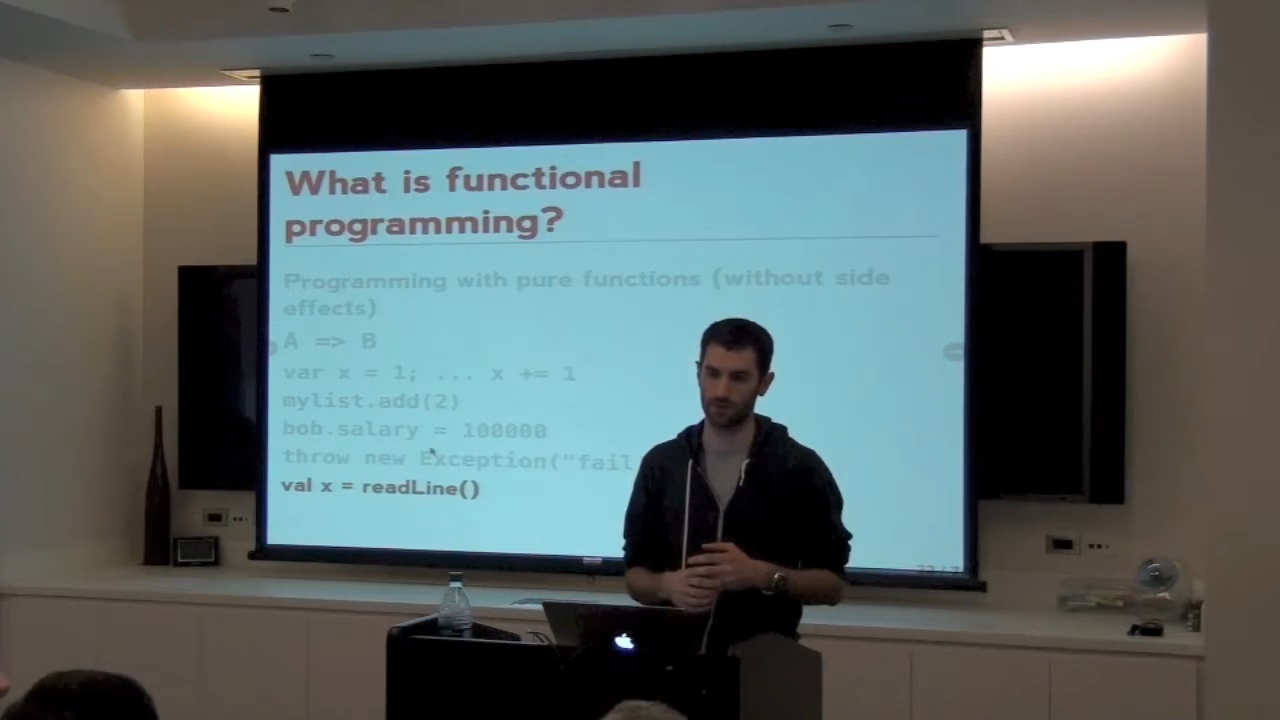 What is functional
programming?
Programming with pure functions (without side
effects)
A => B
var x = 1; ... x += 1
mylist.add(2)
bob.salary = 100000
throw new Exception("fail
val x = readLine()